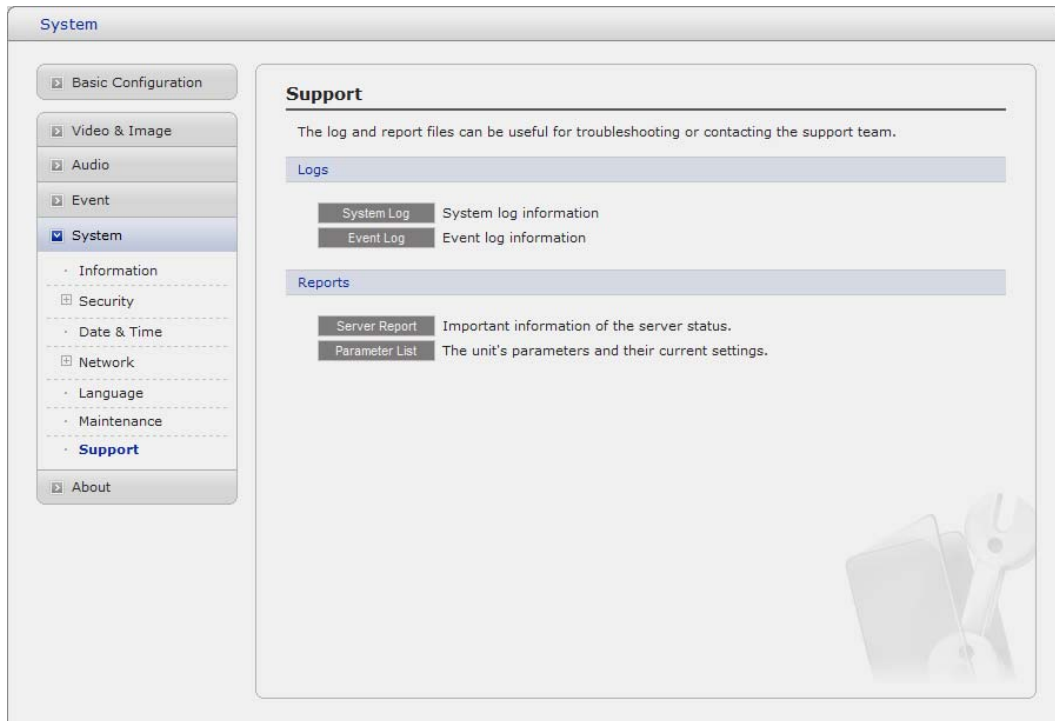 System
Basic Configuration
Video & Image
Audio
Event
System
Information
Security
Date & Time
Network
Language
Maintenance
Support
About
Support
The log and report files can be useful for troubleshooting or contacting the support team.
Logs
System Log System log information
Event Log Event log information
Reports
Server Report Important information of the server status.
Parameter List The unit's parameters and their current settings.